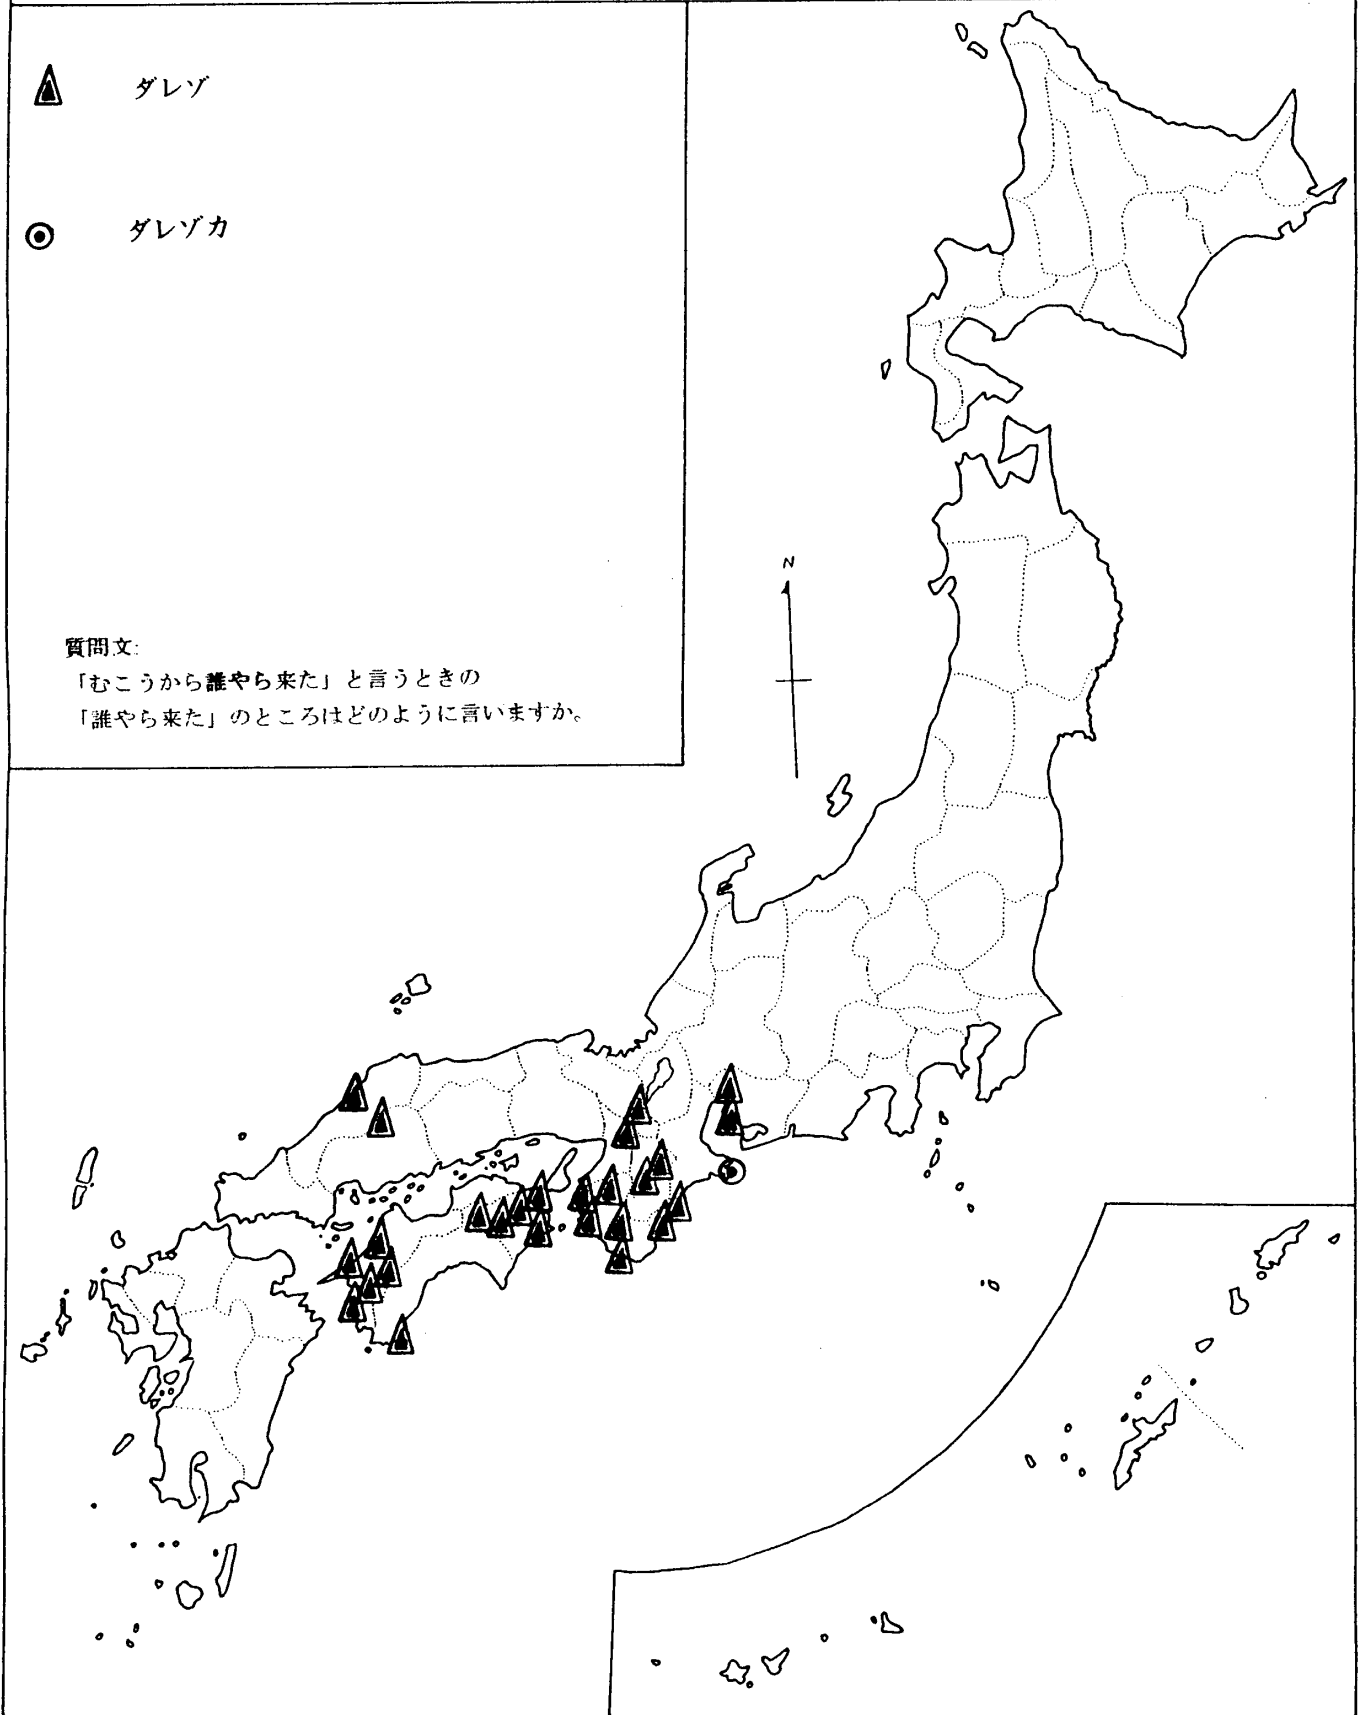 ダレゾ
ダレゾカ
質問文:
「むこうから誰やら来た」と言うときの
「誰やら来た」のところはどのように言いますか。
N